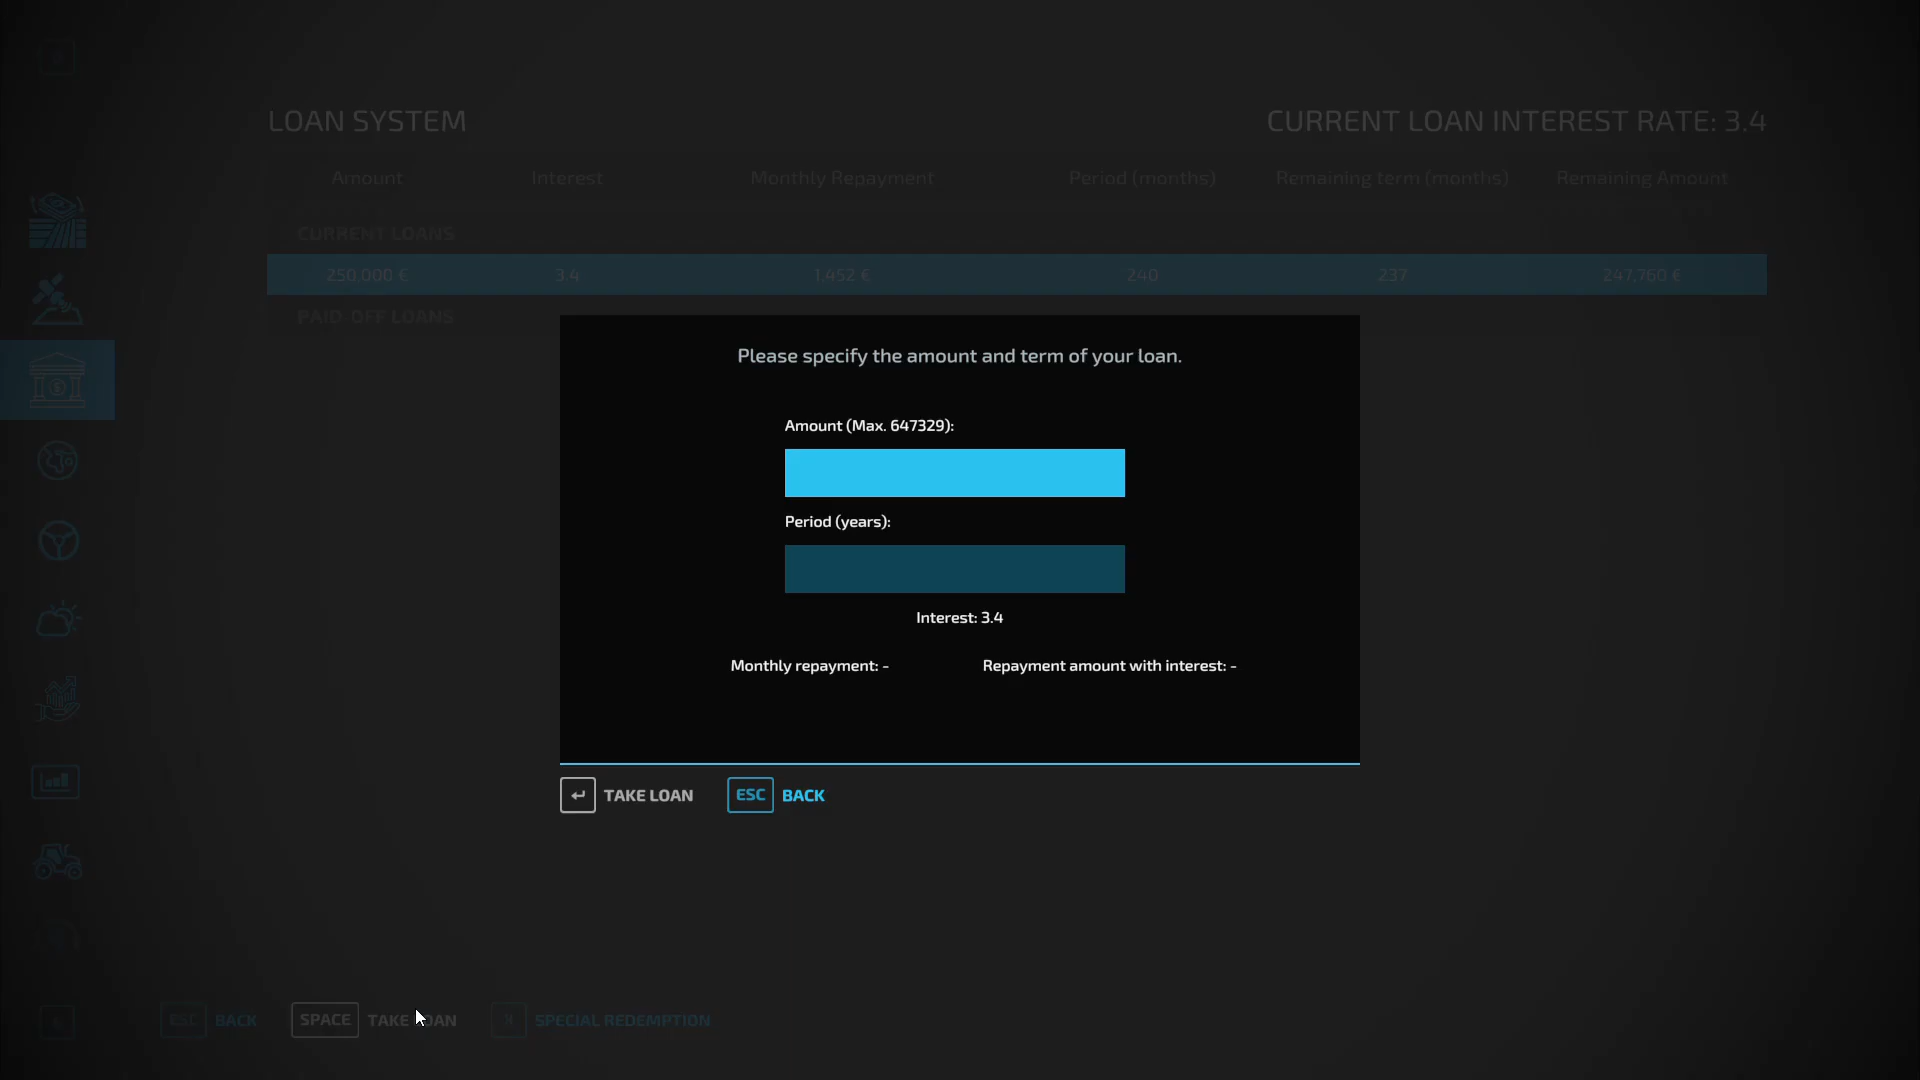 LOAN SYSTEM
CURRENT LOAN INTEREST RATE: 3.4
Amount Interest Monthly Repayment Period (months) Remaining term (months) Remaining Amount
CURRENT LOANS
250,000 € 3.4 1,452 € 240 237 247,760 €
PAID OFF LOANS
Please specify the amount and term of your loan.
Amount (Max. 647329):
Period (years):
Interest: 3.4
Monthly repayment: - Repayment amount with interest: -
↵ TAKE LOAN ESC BACK
ESC BACK SPACE TAKE LOAN SPECIAL REDEMPTION